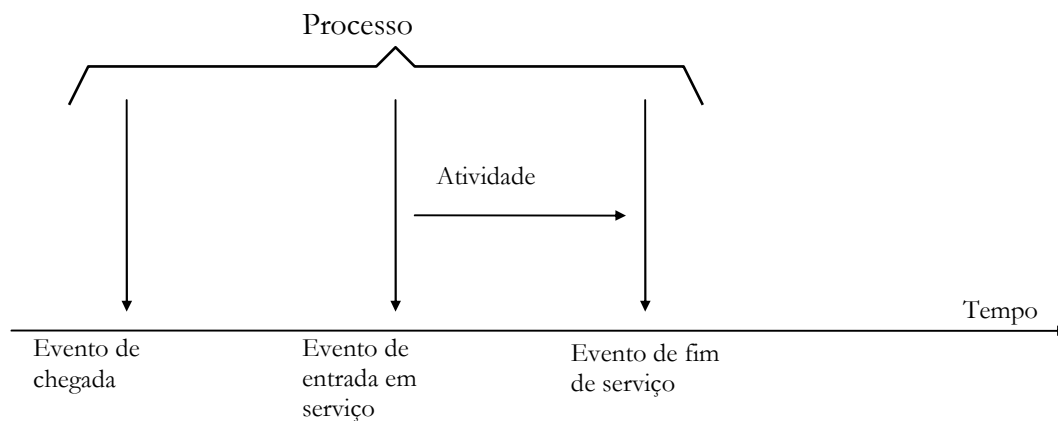 Processo
Atividade
Tempo
Evento de
chegada
Evento de
entrada em
serviço
Evento de fim
de serviço